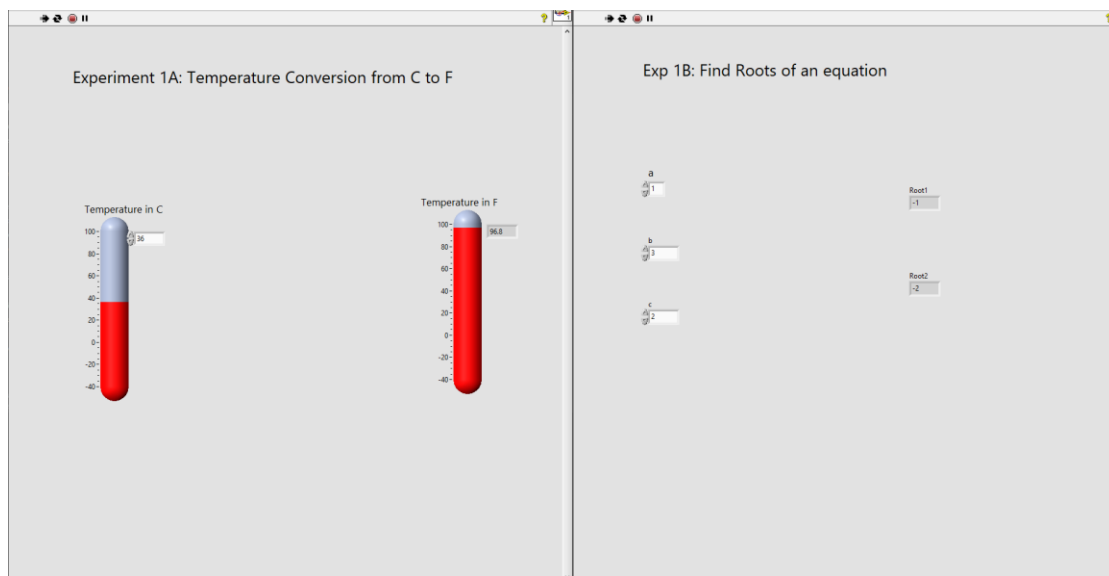 Experiment 1A: Temperature Conversion from C to F
Temperature in C
100
80
60
40
20
0
-20
-40
36
Temperature in F
100
80
60
40
20
0
-20
-40
96.8
Exp 1B: Find Roots of an equation
a
1
b
3
c
2
Root1
-1
Root2
-2